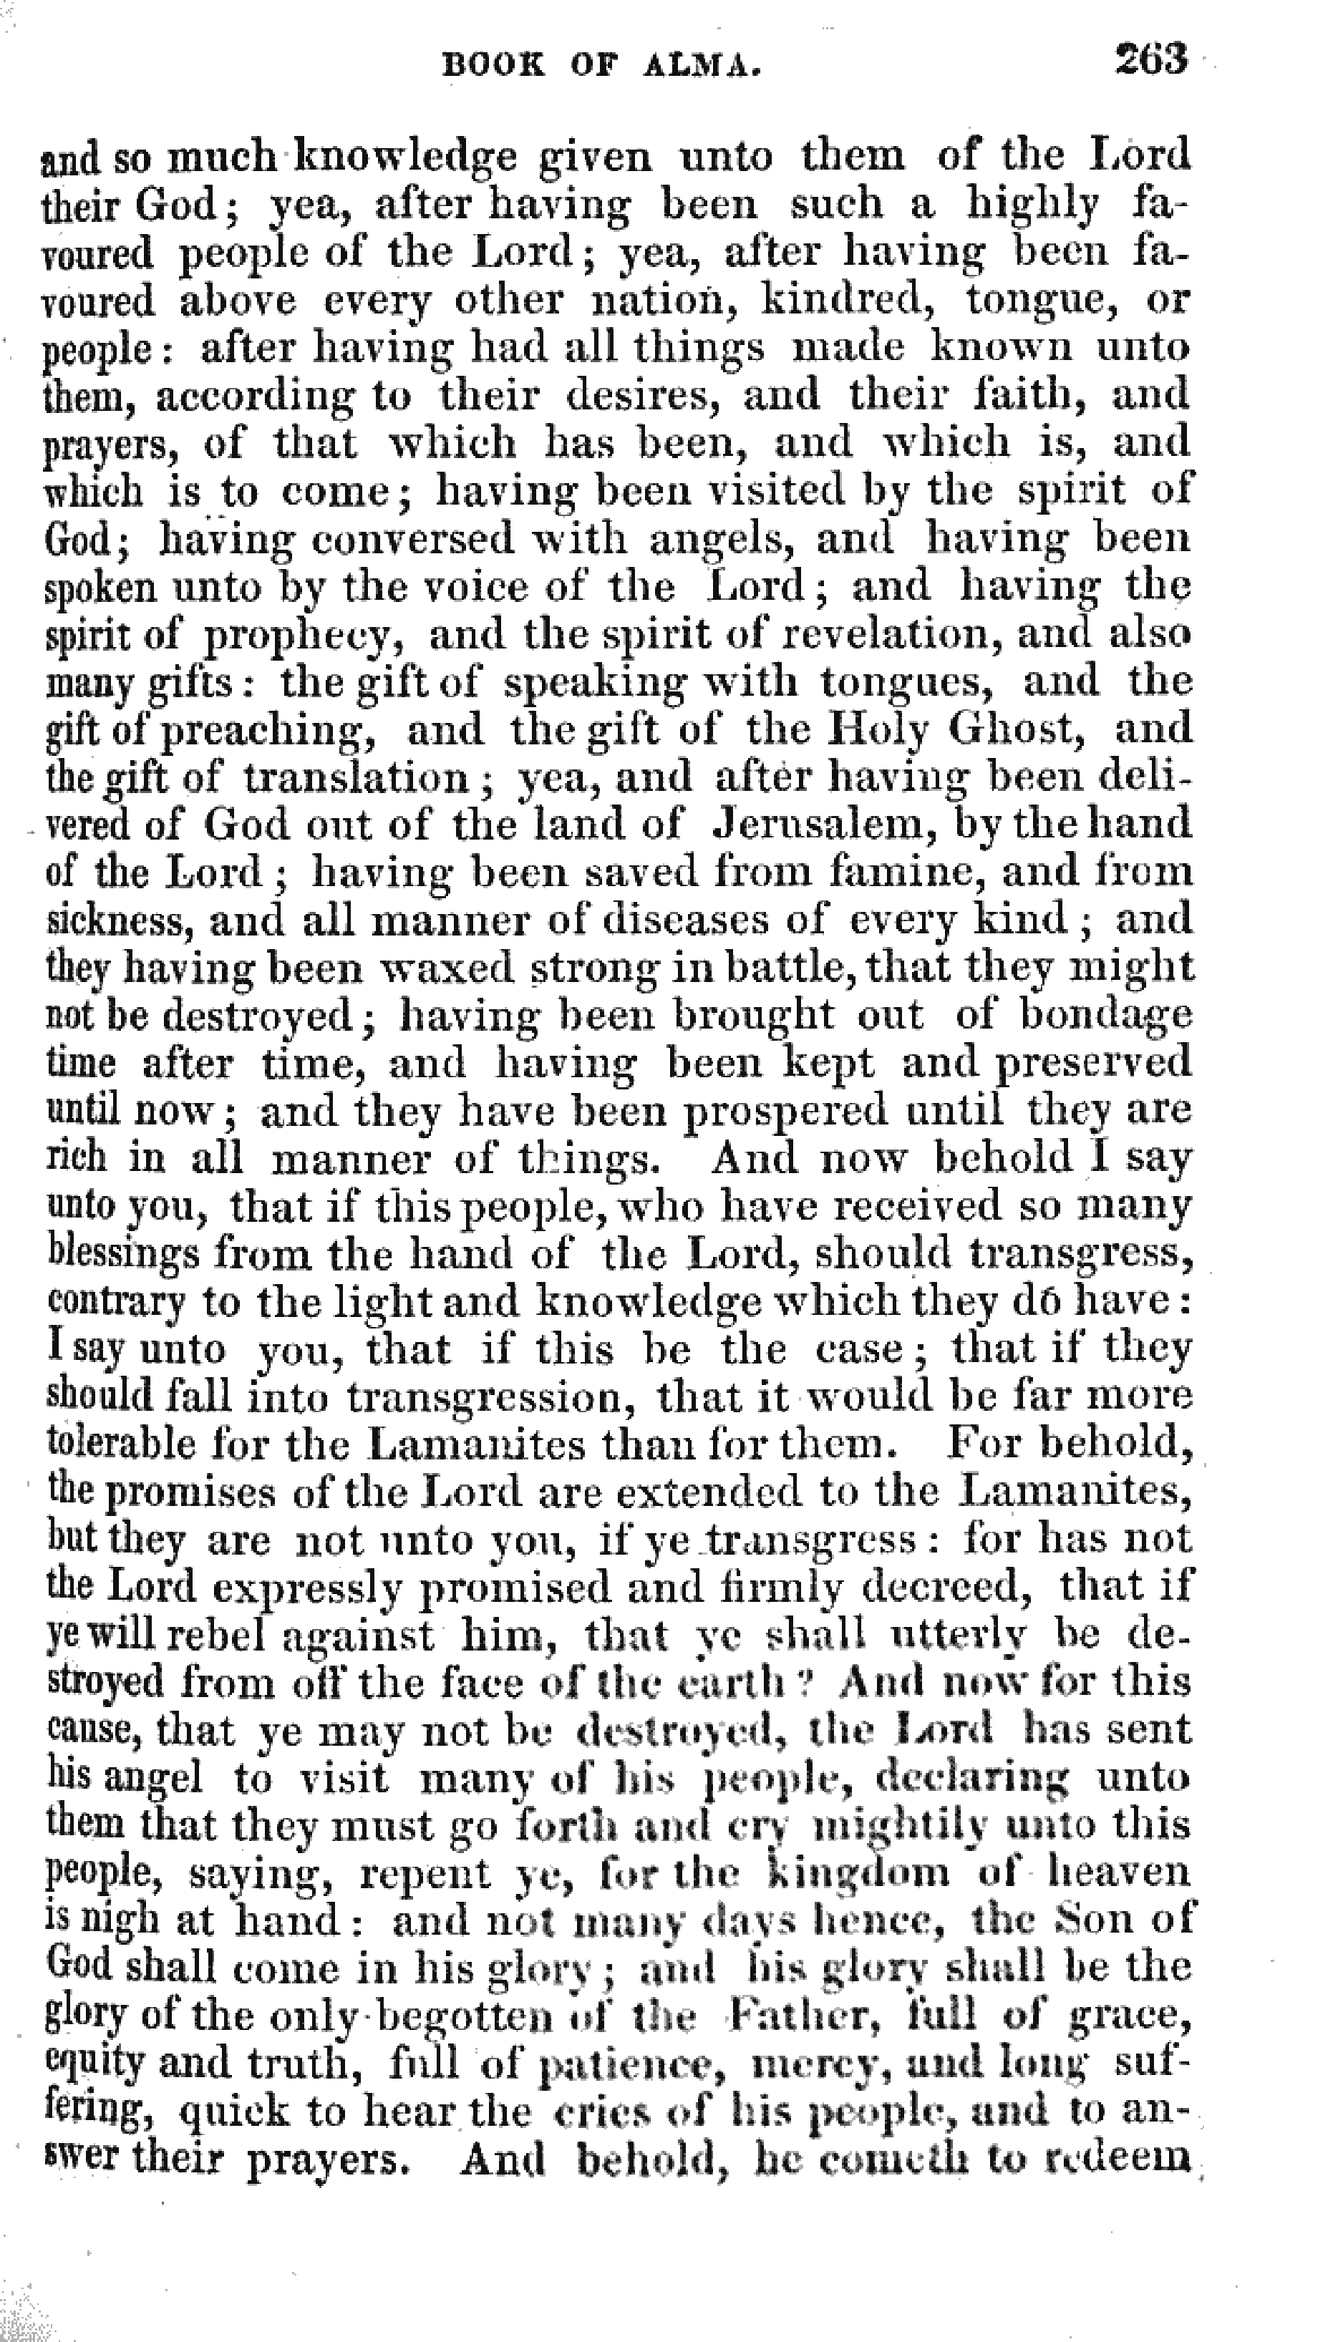 BOOK OF ALMA. 263
and so much knowledge given unto them of the Lord
their God; yea, after having been such a highly fa-
voured people of the Lord; yea, after having been fa-
voured above every other nation, kindred, tongue, or
people: after having had all things made known unto
them, according to their desires, and their faith, and
prayers, of that which has been, and which is, and
which is to come; having been visited by the spirit of
God; having conversed with angels, and having been
spoken unto by the voice of the Lord; and having the
spirit of prophecy, and the spirit of revelation, and also
many gifts: the gift of speaking with tongues, and the
gift of preaching, and the gift of the Holy Ghost, and
the gift of translation; yea, and after having been deli-
vered of God out of the land of Jerusalem, by the hand
of the Lord; having been saved from famine, and from
sickness, and all manner of diseases of every kind; and
they having been waxed strong in battle, that they might
not be destroyed; having been brought out of bondage
time after time, and having been kept and preserved
until now; and they have been prospered until they are
rich in all manner of things. And now behold I say
unto you, that if this people, who have received so many
blessings from the hand of the Lord, should transgress,
contrary to the light and knowledge which they do have:
I say unto you, that if this be the case; that if they
should fall into transgression, that it would be far more
tolerable for the Lamanites than for them. For behold,
the promises of the Lord are extended to the Lamanites,
but they are not unto you, if ye transgress: for has not
the Lord expressly promised and firmly decreed, that if
ye will rebel against him, that ye shall utterly be de-
stroyed from off the face of the earth? And now for this
cause, that ye may not be destroyed, the Lord has sent
his angel to visit many of his people, declaring unto
them that they must go forth and cry mightily unto this
people, saying, repent ye, for the kingdom of heaven
is nigh at hand: and not many days hence, the Son of
God shall come in his glory; and his glory shall be the
glory of the only-begotten of the Father, full of grace,
equity and truth, full of patience, mercy, and long suf-
fering, quick to hear the cries of his people, and to an-
swer their prayers. And behold, he cometh to redeem